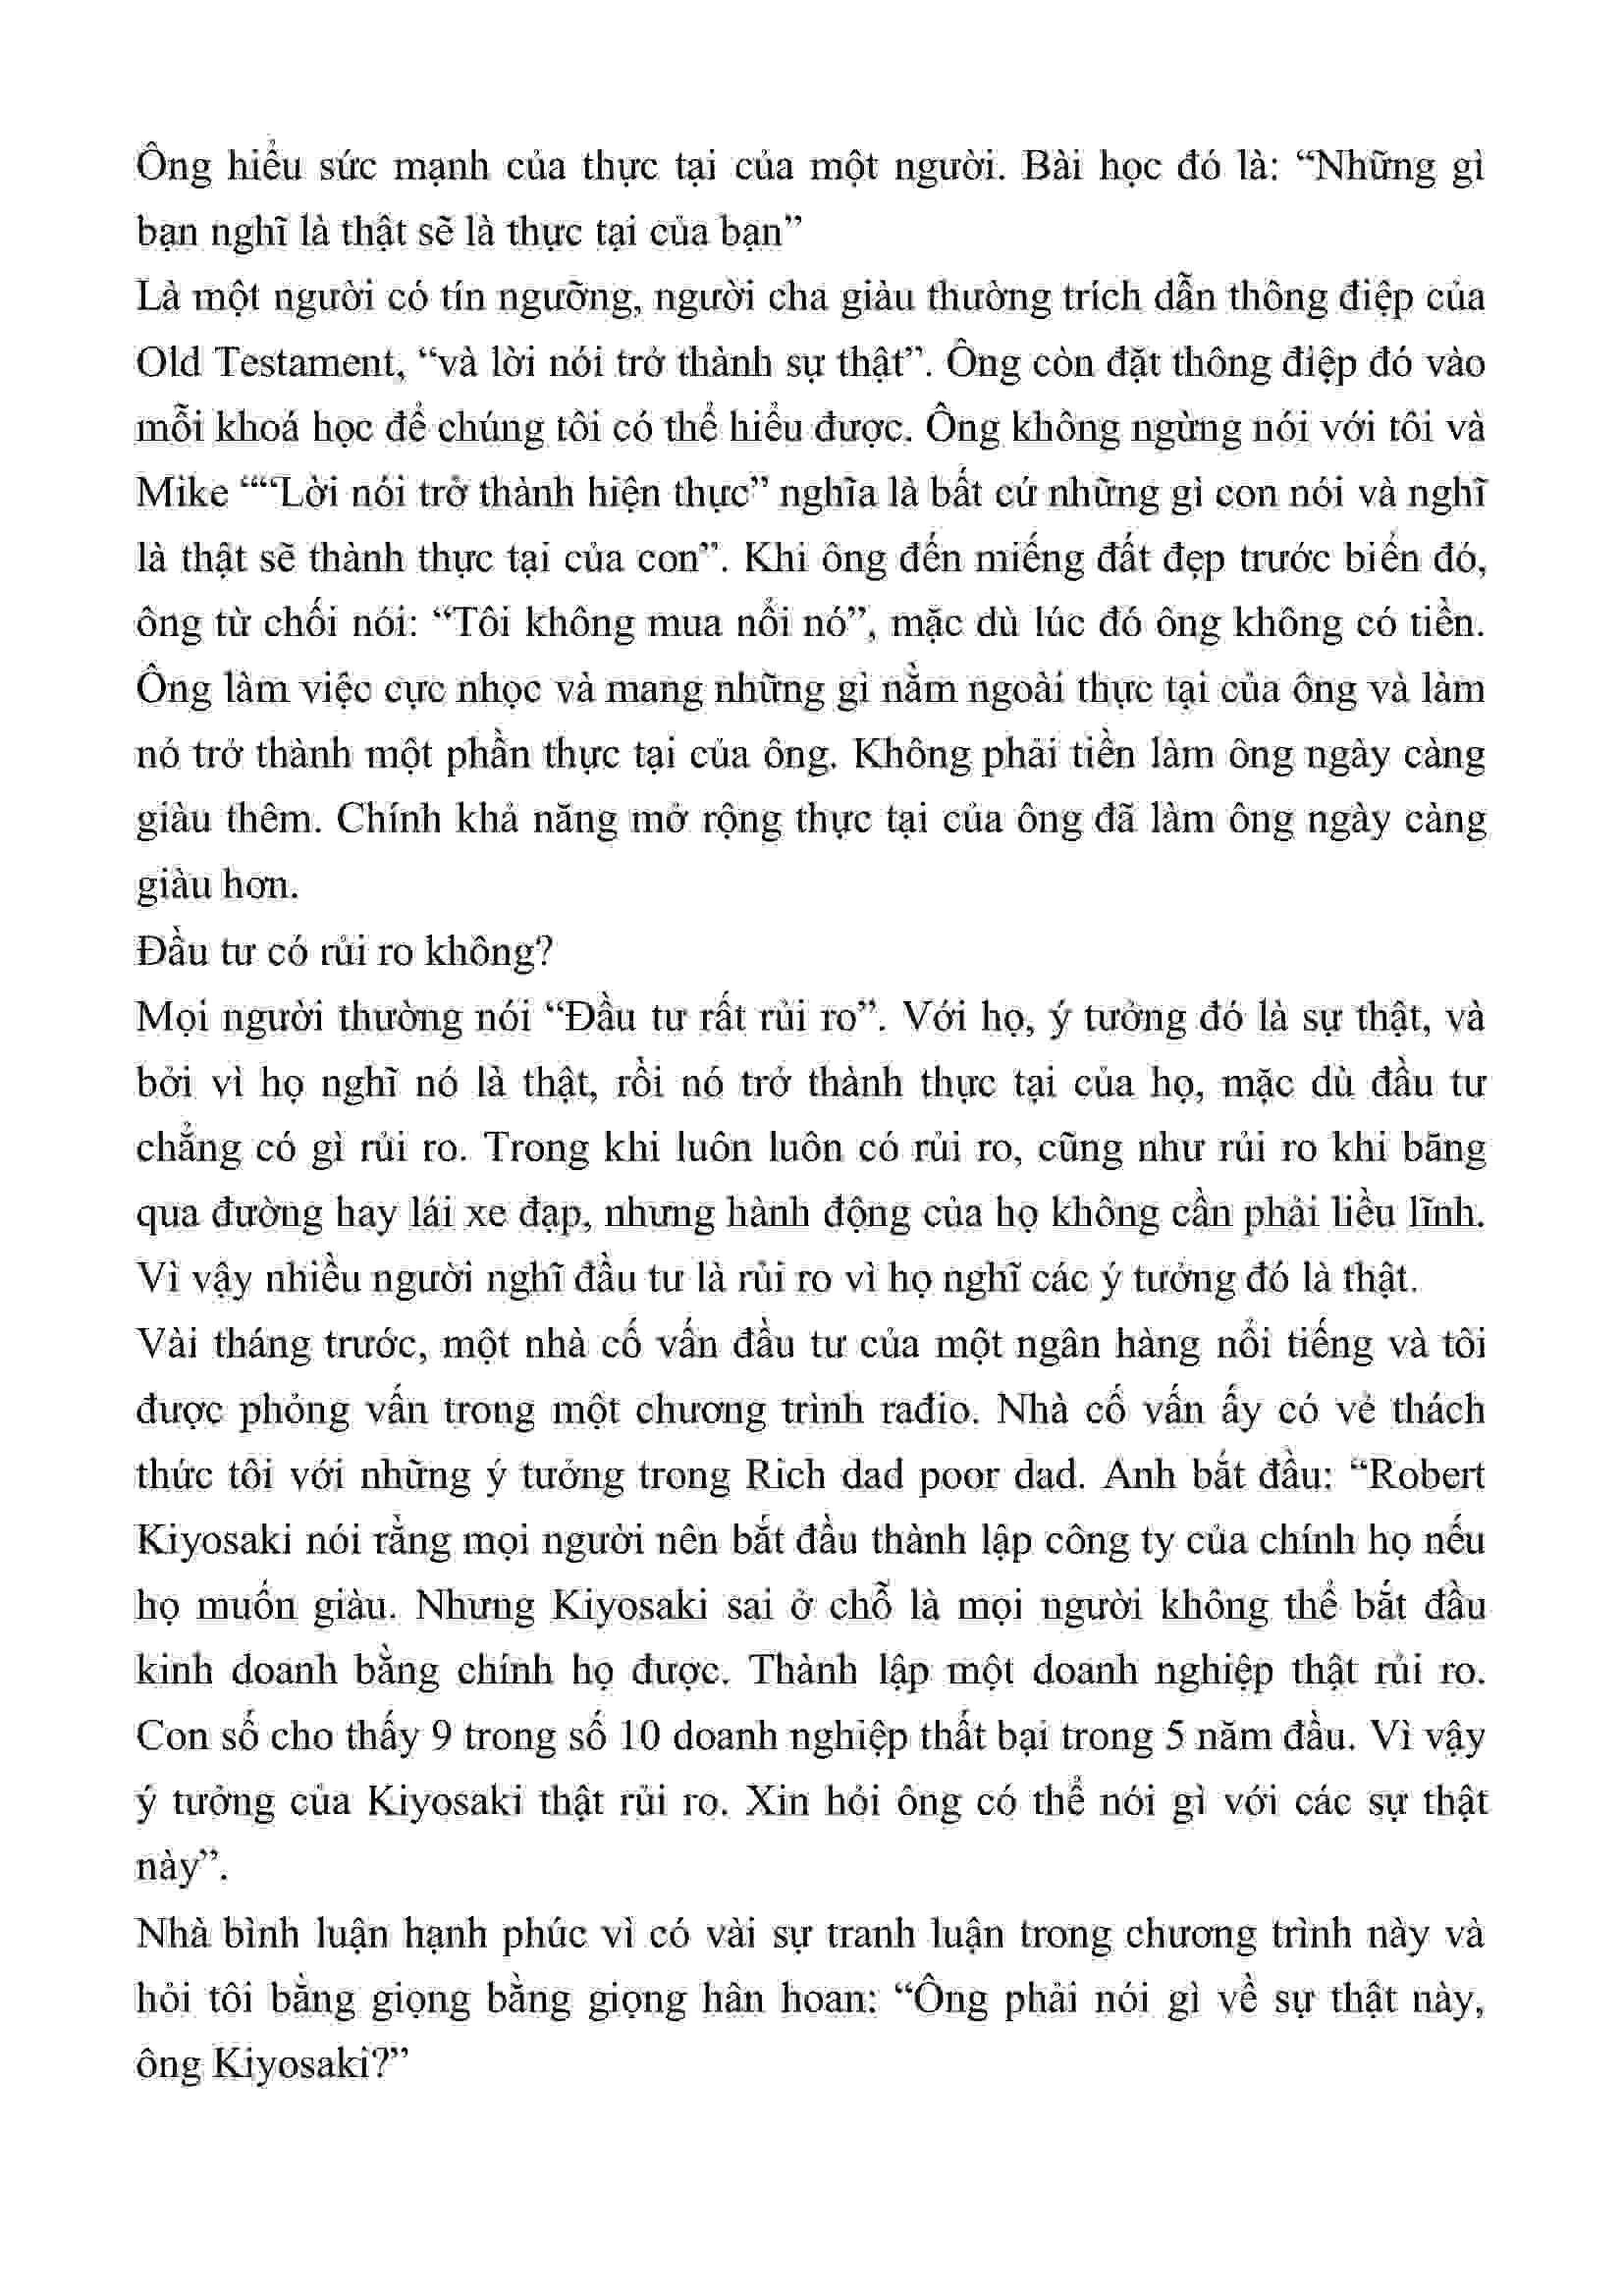 Ông hiểu sức mạnh của thực tại của một người. Bài học đó là: “Những gì
bạn nghĩ là thật sẽ là thực tại của bạn”
Là một người có tín ngưỡng, người cha giàu thường trích dẫn thông điệp của
Old Testament, “và lời nói trở thành sự thật”. Ông còn đặt thông điệp đó vào
mỗi khoá học để chúng tôi có thể hiểu được. Ông không ngừng nói với tôi và
Mike ““Lời nói trở thành hiện thực” nghĩa là bất cứ những gì con nói và nghĩ
là thật sẽ thành thực tại của con”. Khi ông đến miếng đất đẹp trước biển đó,
ông từ chối nói: “Tôi không mua nổi nó”, mặc dù lúc đó ông không có tiền.
Ông làm việc cực nhọc và mang những gì nằm ngoài thực tại của ông và làm
nó trở thành một phần thực tại của ông. Không phải tiền làm ông ngày càng
giàu thêm. Chính khả năng mở rộng thực tại của ông đã làm ông ngày càng
giàu hơn.
Đầu tư có rủi ro không?
Mọi người thường nói “Đầu tư rất rủi ro”. Với họ, ý tưởng đó là sự thật, và
bởi vì họ nghĩ nó là thật, rồi nó trở thành thực tại của họ, mặc dù đầu tư
chẳng có gì rủi ro. Trong khi luôn luôn có rủi ro, cũng như rủi ro khi băng
qua đường hay lái xe đạp, nhưng hành động của họ không cần phải liều lĩnh.
Vì vậy nhiều người nghĩ đầu tư là rủi ro vì họ nghĩ các ý tưởng đó là thật.
Vài tháng trước, một nhà cố vấn đầu tư của một ngân hàng nổi tiếng và tôi
được phỏng vấn trong một chương trình rađio. Nhà cố vấn ấy có vẻ thách
thức tôi với những ý tưởng trong Rich dad poor dad. Anh bắt đầu: “Robert
Kiyosaki nói rằng mọi người nên bắt đầu thành lập công ty của chính họ nếu
họ muốn giàu. Nhưng Kiyosaki sai ở chỗ là mọi người không thể bắt đầu
kinh doanh bằng chính họ được. Thành lập một doanh nghiệp thật rủi ro.
Con số cho thấy 9 trong số 10 doanh nghiệp thất bại trong 5 năm đầu. Vì vậy
ý tưởng của Kiyosaki thật rủi ro. Xin hỏi ông có thể nói gì với các sự thật
này”.
Nhà bình luận hạnh phúc vì có vài sự tranh luận trong chương trình này và
hỏi tôi bằng giọng bằng giọng hân hoan: “Ông phải nói gì về sự thật này,
ông Kiyosaki?”